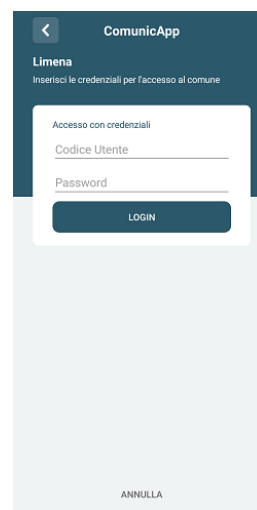 ComunicApp
Limena
Inserisci le credenziali per l'accesso al comune
Accesso con credenziali
Codice Utente
Password
LOGIN
ANNULLA